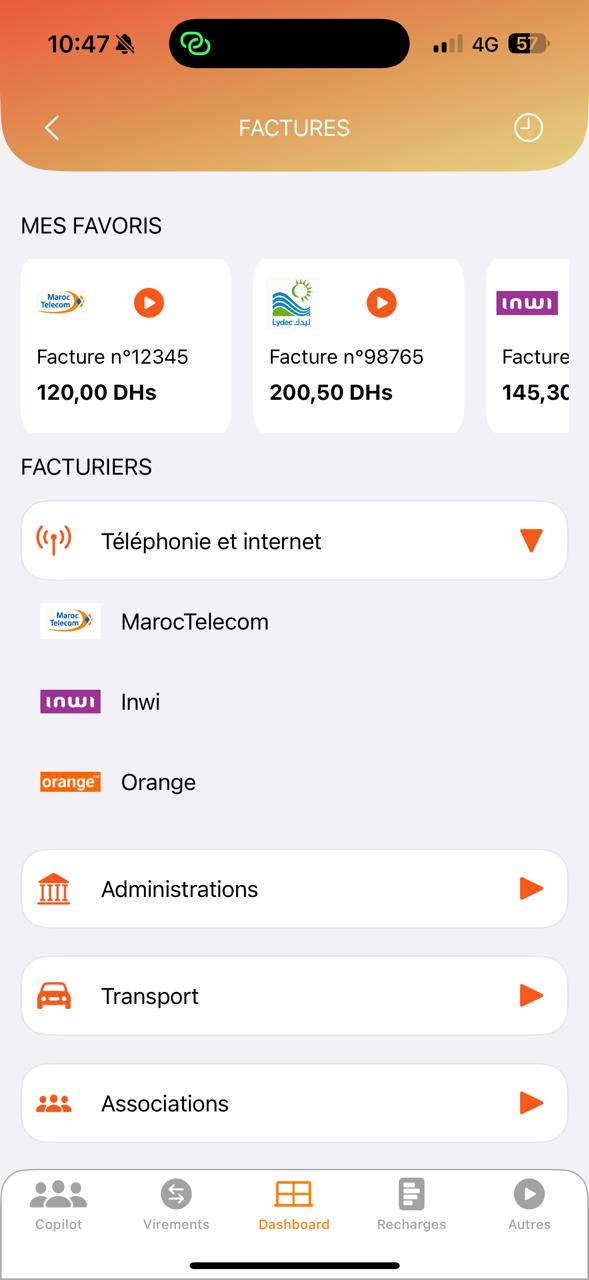 10:47
4G
57
FACTURES
MES FAVORIS
Maroc
Telecom
Lydec ليدك
inwi
Facture n°12345
Facture n°98765
Facture
120,00 DHs
200,50 DHs
145,30
FACTURIERS
Téléphonie et internet
Maroc
Telecom
MarocTelecom
inwi
Inwi
orange™
Orange
Administrations
Transport
Associations
Copilot
Virements
Dashboard
Recharges
Autres